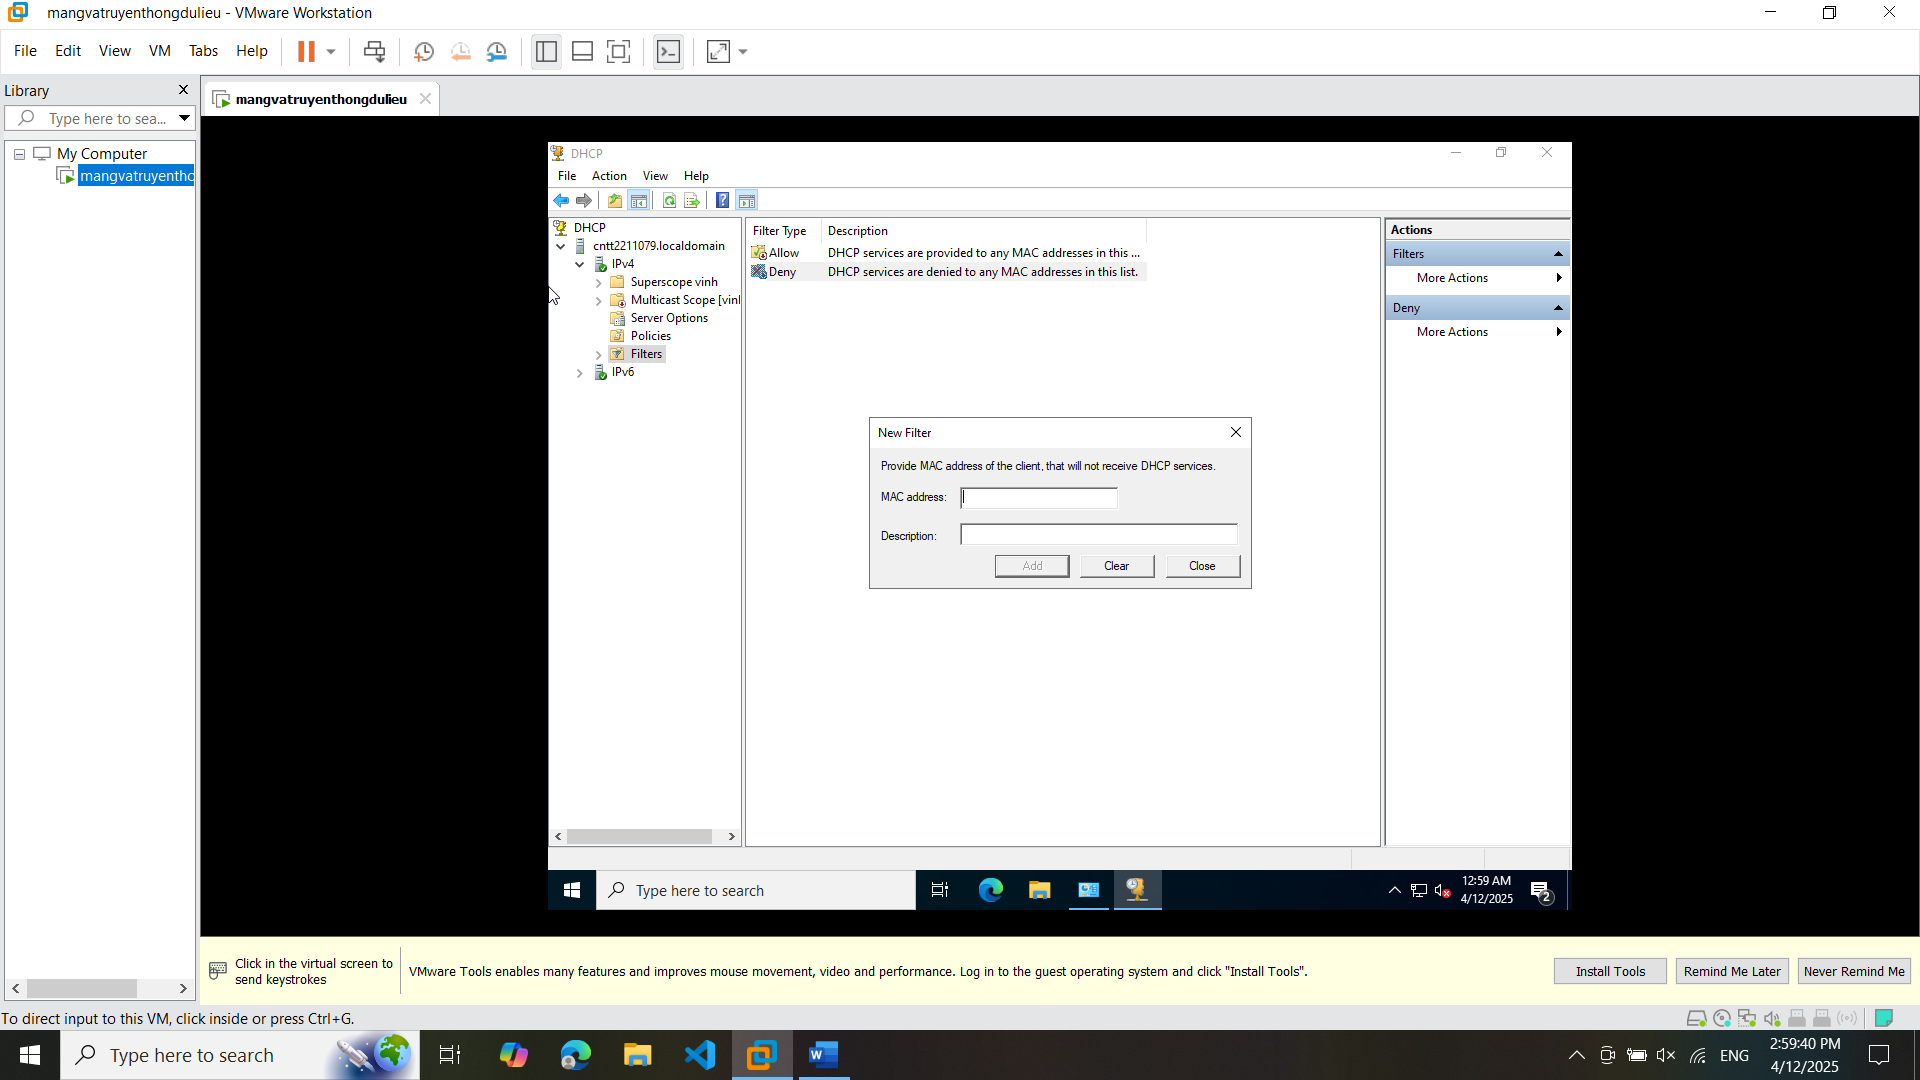 mangvatruyenthongdulieu - VMware Workstation
File Edit View VM Tabs Help
Library
mangvatruyenthongdulieu
Type here to sea...
My Computer
mangvatruyentho
DHCP
File Action View Help
DHCP
cntt2211079.localdomain
IPv4
Superscope vinh
Multicast Scope [vinl
Server Options
Policies
Filters
IPv6
Filter Type Description
Allow DHCP services are provided to any MAC addresses in this ...
Deny DHCP services are denied to any MAC addresses in this list.
Actions
Filters
More Actions
Deny
More Actions
New Filter
Provide MAC address of the client, that will not receive DHCP services.
MAC address:
Description:
Add Clear Close
Type here to search
12:59 AM
4/12/2025
2
Click in the virtual screen to
send keystrokes
VMware Tools enables many features and improves mouse movement, video and performance. Log in to the guest operating system and click "Install Tools".
Install Tools Remind Me Later Never Remind Me
To direct input to this VM, click inside or press Ctrl+G.
Type here to search
ENG
2:59:40 PM
4/12/2025